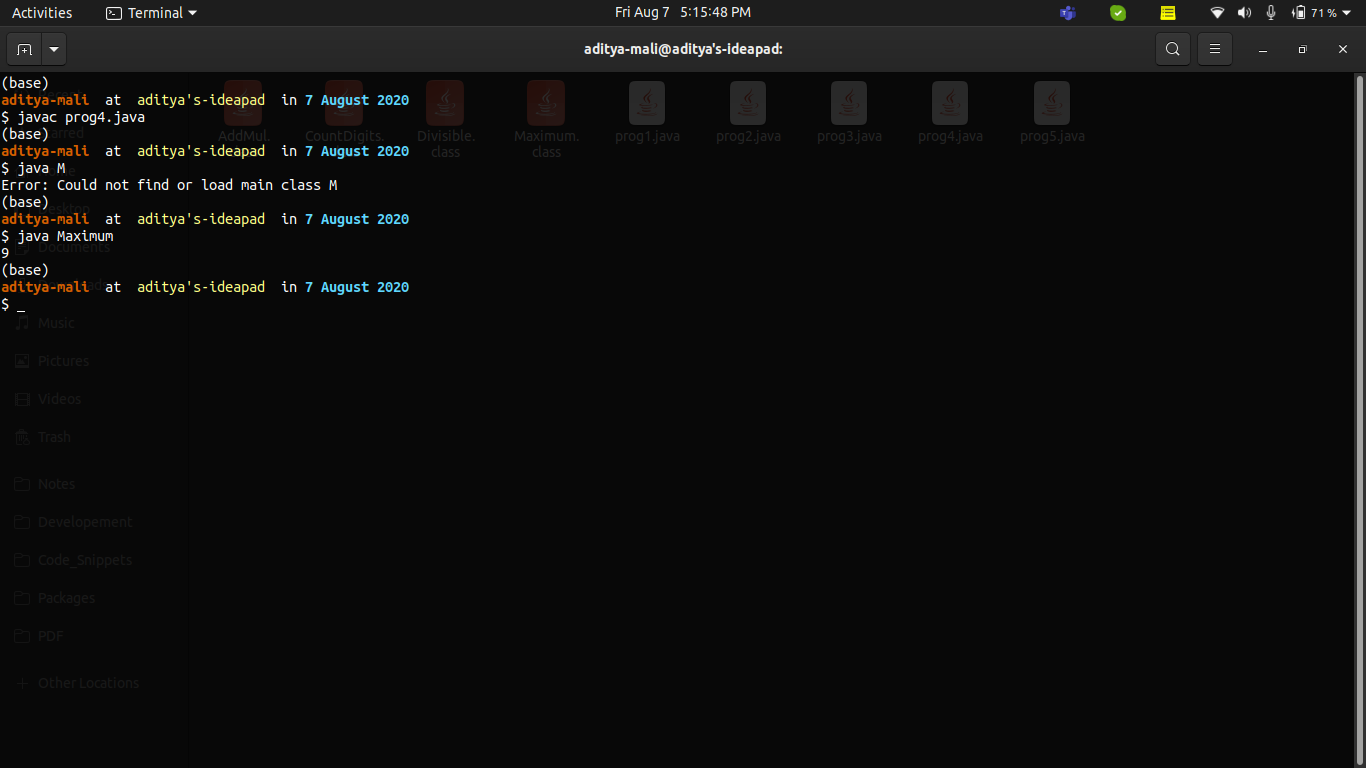 Activities Terminal Fri Aug 7 5:15:48 PM 71 %
aditya-mali@aditya's-ideapad:
(base)
aditya-mali at aditya's-ideapad in 7 August 2020
$ javac prog4.java
(base)
aditya-mali at aditya's-ideapad in 7 August 2020
$ java M
Error: Could not find or load main class M
(base)
aditya-mali at aditya's-ideapad in 7 August 2020
$ java Maximum
9
(base)
aditya-mali at aditya's-ideapad in 7 August 2020
$ _
AddMul. CountDigits. Divisible. Maximum. prog1.java prog2.java prog3.java prog4.java prog5.java
class class
Documents
Music
Pictures
Videos
Trash
Notes
Developement
Code_Snippets
Packages
PDF
Other Locations